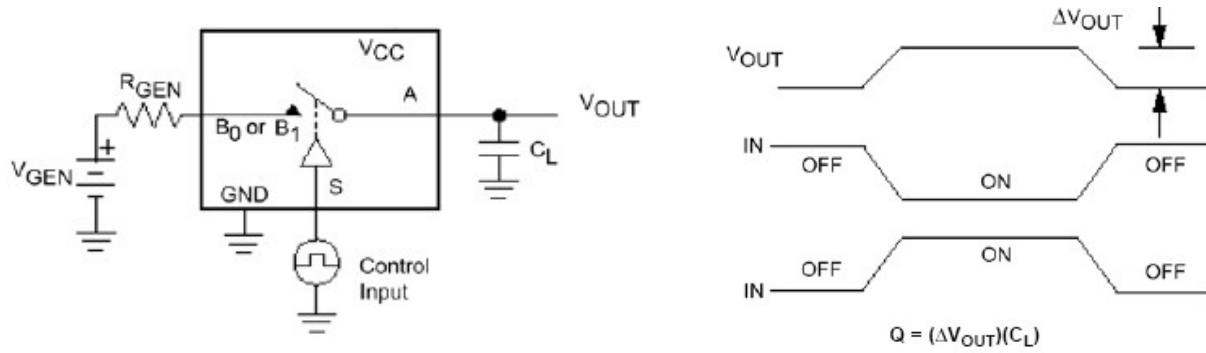 VCC
RGEN
A
VOUT
B0 or B1
+
CL
VGEN
S
GND
Control
Input
ΔVOUT
VOUT
IN OFF ON OFF
IN OFF ON OFF
Q = (ΔVOUT)(CL)